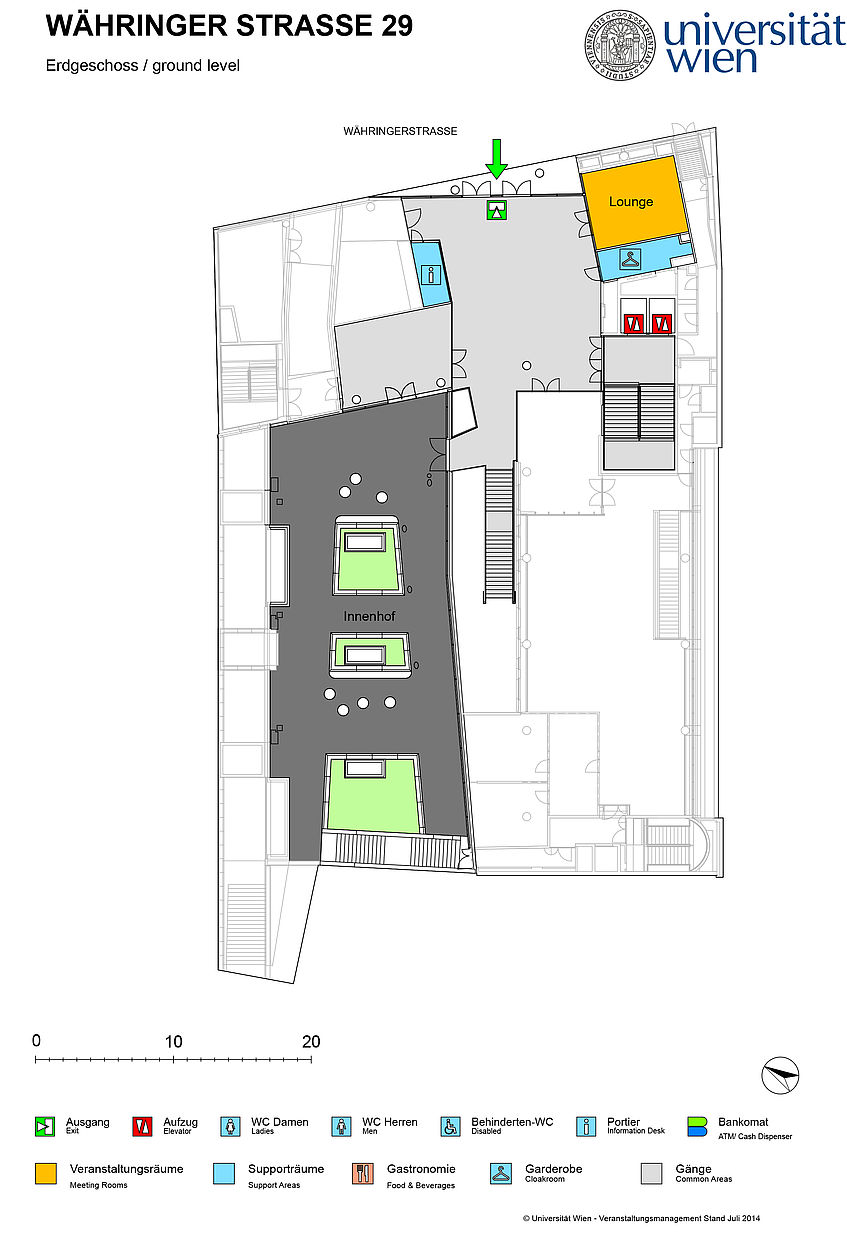 WÄHRINGER STRASSE 29
Erdgeschoss / ground level
universität
wien
WÄHRINGERSTRASSE
Lounge
Innenhof
0 10 20
Ausgang
Exit
Aufzug
Elevator
WC Damen
Ladies
WC Herren
Men
Behinderten-WC
Disabled
Portier
Information Desk
Bankomat
ATM/ Cash Dispenser
Veranstaltungsräume
Meeting Rooms
Supporträume
Support Areas
Gastronomie
Food & Beverages
Garderobe
Cloakroom
Gänge
Common Areas
© Universität Wien - Veranstaltungsmanagement Stand Juli 2014